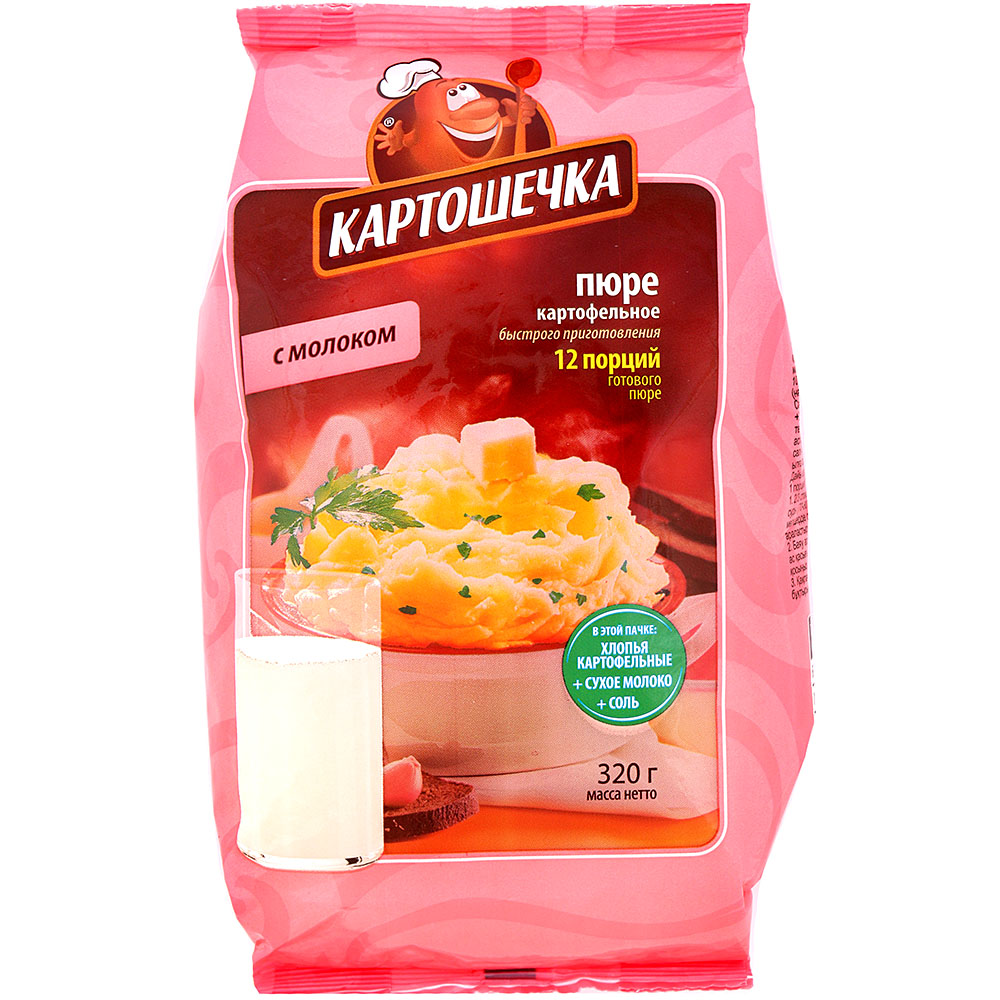 ®
КАРТОШЕЧКА
пюре
картофельное
быстрого приготовления
12 порций
готового
пюре
с молоком
В ЭТОЙ ПАЧКЕ:
ХЛОПЬЯ
КАРТОФЕЛЬНЫЕ
+ СУХОЕ МОЛОКО
+ СОЛЬ
320 г
масса нетто